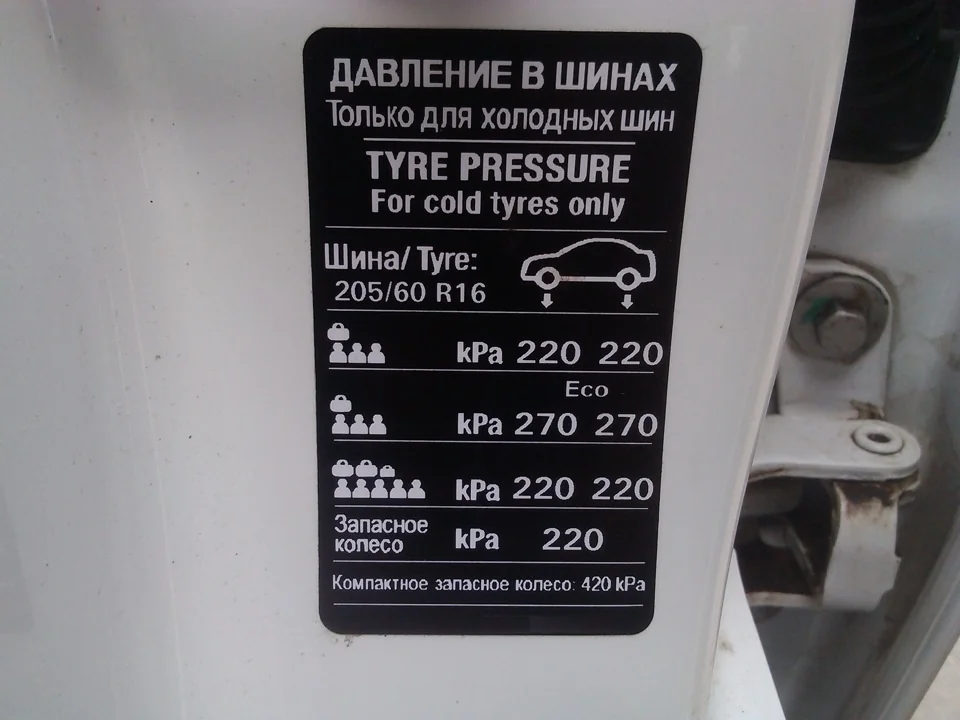 ДАВЛЕНИЕ В ШИНАХ
Только для холодных шин
TYRE PRESSURE
For cold tyres only
Шина/ Tyre:
205/60 R16
kPa 220 220
Eco
kPa 270 270
kPa 220 220
Запасное
колесо kPa 220
Компактное запасное колесо: 420 kPa